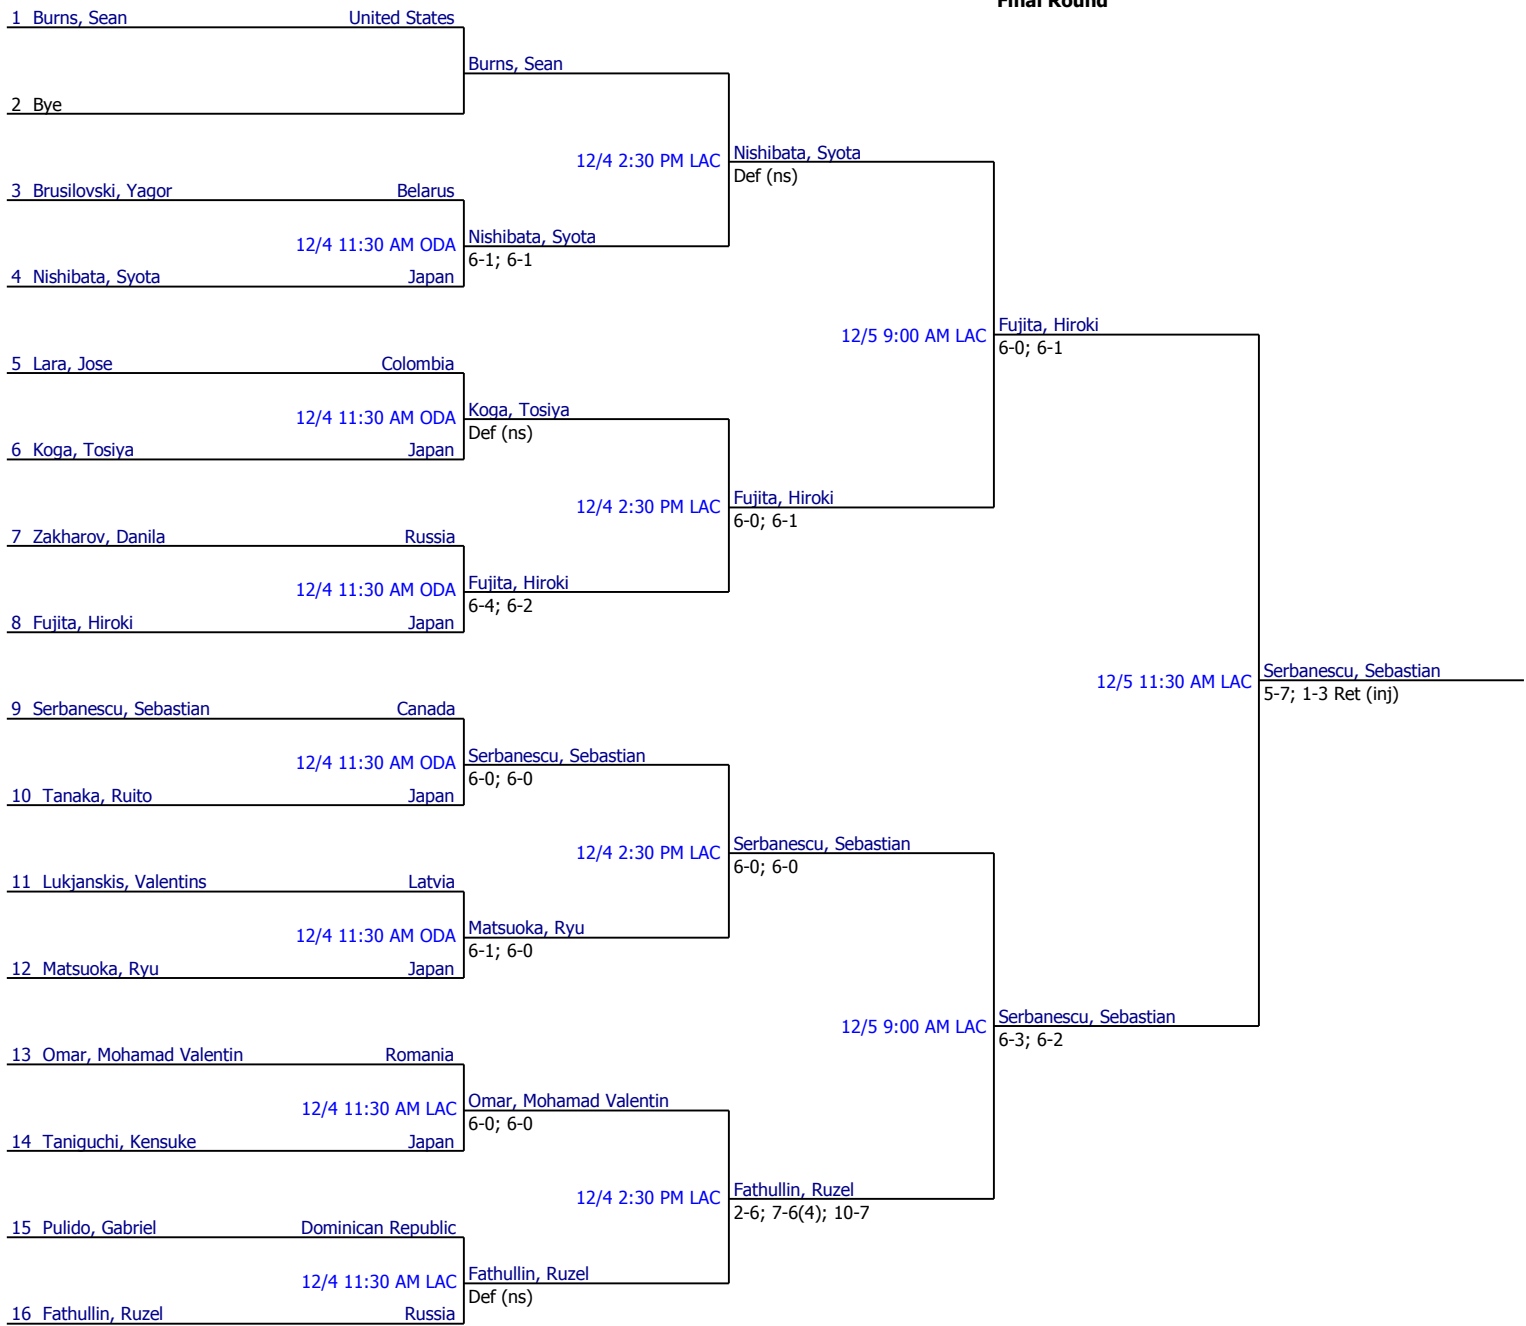 Final Round
1 Burns, Sean United States
Burns, Sean
2 Bye
12/4 2:30 PM LAC Nishibata, Syota
Def (ns)
3 Brusilovski, Yagor Belarus
12/4 11:30 AM ODA Nishibata, Syota
6-1; 6-1
4 Nishibata, Syota Japan
12/5 9:00 AM LAC Fujita, Hiroki
6-0; 6-1
5 Lara, Jose Colombia
12/4 11:30 AM ODA Koga, Tosiya
Def (ns)
6 Koga, Tosiya Japan
12/4 2:30 PM LAC Fujita, Hiroki
6-0; 6-1
7 Zakharov, Danila Russia
12/4 11:30 AM ODA Fujita, Hiroki
6-4; 6-2
8 Fujita, Hiroki Japan
12/5 11:30 AM LAC Serbanescu, Sebastian
5-7; 1-3 Ret (inj)
9 Serbanescu, Sebastian Canada
12/4 11:30 AM ODA Serbanescu, Sebastian
6-0; 6-0
10 Tanaka, Ruito Japan
12/4 2:30 PM LAC Serbanescu, Sebastian
6-0; 6-0
11 Lukjanskis, Valentins Latvia
12/4 11:30 AM ODA Matsuoka, Ryu
6-1; 6-0
12 Matsuoka, Ryu Japan
12/5 9:00 AM LAC Serbanescu, Sebastian
6-3; 6-2
13 Omar, Mohamad Valentin Romania
12/4 11:30 AM LAC Omar, Mohamad Valentin
6-0; 6-0
14 Taniguchi, Kensuke Japan
12/4 2:30 PM LAC Fathullin, Ruzel
2-6; 7-6(4); 10-7
15 Pulido, Gabriel Dominican Republic
12/4 11:30 AM LAC Fathullin, Ruzel
Def (ns)
16 Fathullin, Ruzel Russia